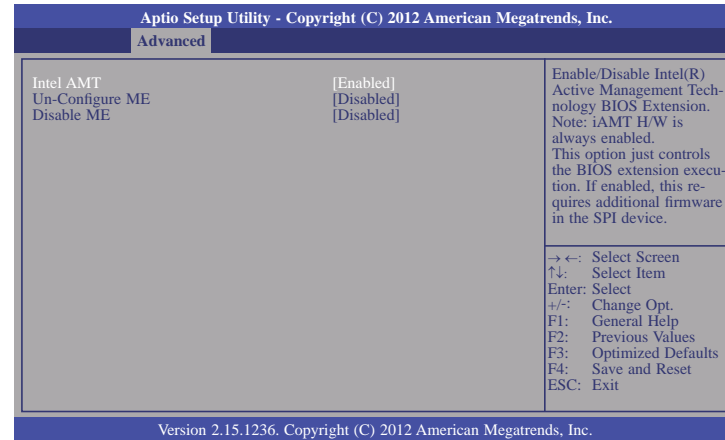 Aptio Setup Utility - Copyright (C) 2012 American Megatrends, Inc.
Advanced
Intel AMT [Enabled]
Un-Configure ME [Disabled]
Disable ME [Disabled]
Enable/Disable Intel(R)
Active Management Tech-
nology BIOS Extension.
Note: iAMT H/W is
always enabled.
This option just controls
the BIOS extension execu-
tion. If enabled, this re-
quires additional firmware
in the SPI device.
→←: Select Screen
↑↓: Select Item
Enter: Select
+/-: Change Opt.
F1: General Help
F2: Previous Values
F3: Optimized Defaults
F4: Save and Reset
ESC: Exit
Version 2.15.1236. Copyright (C) 2012 American Megatrends, Inc.